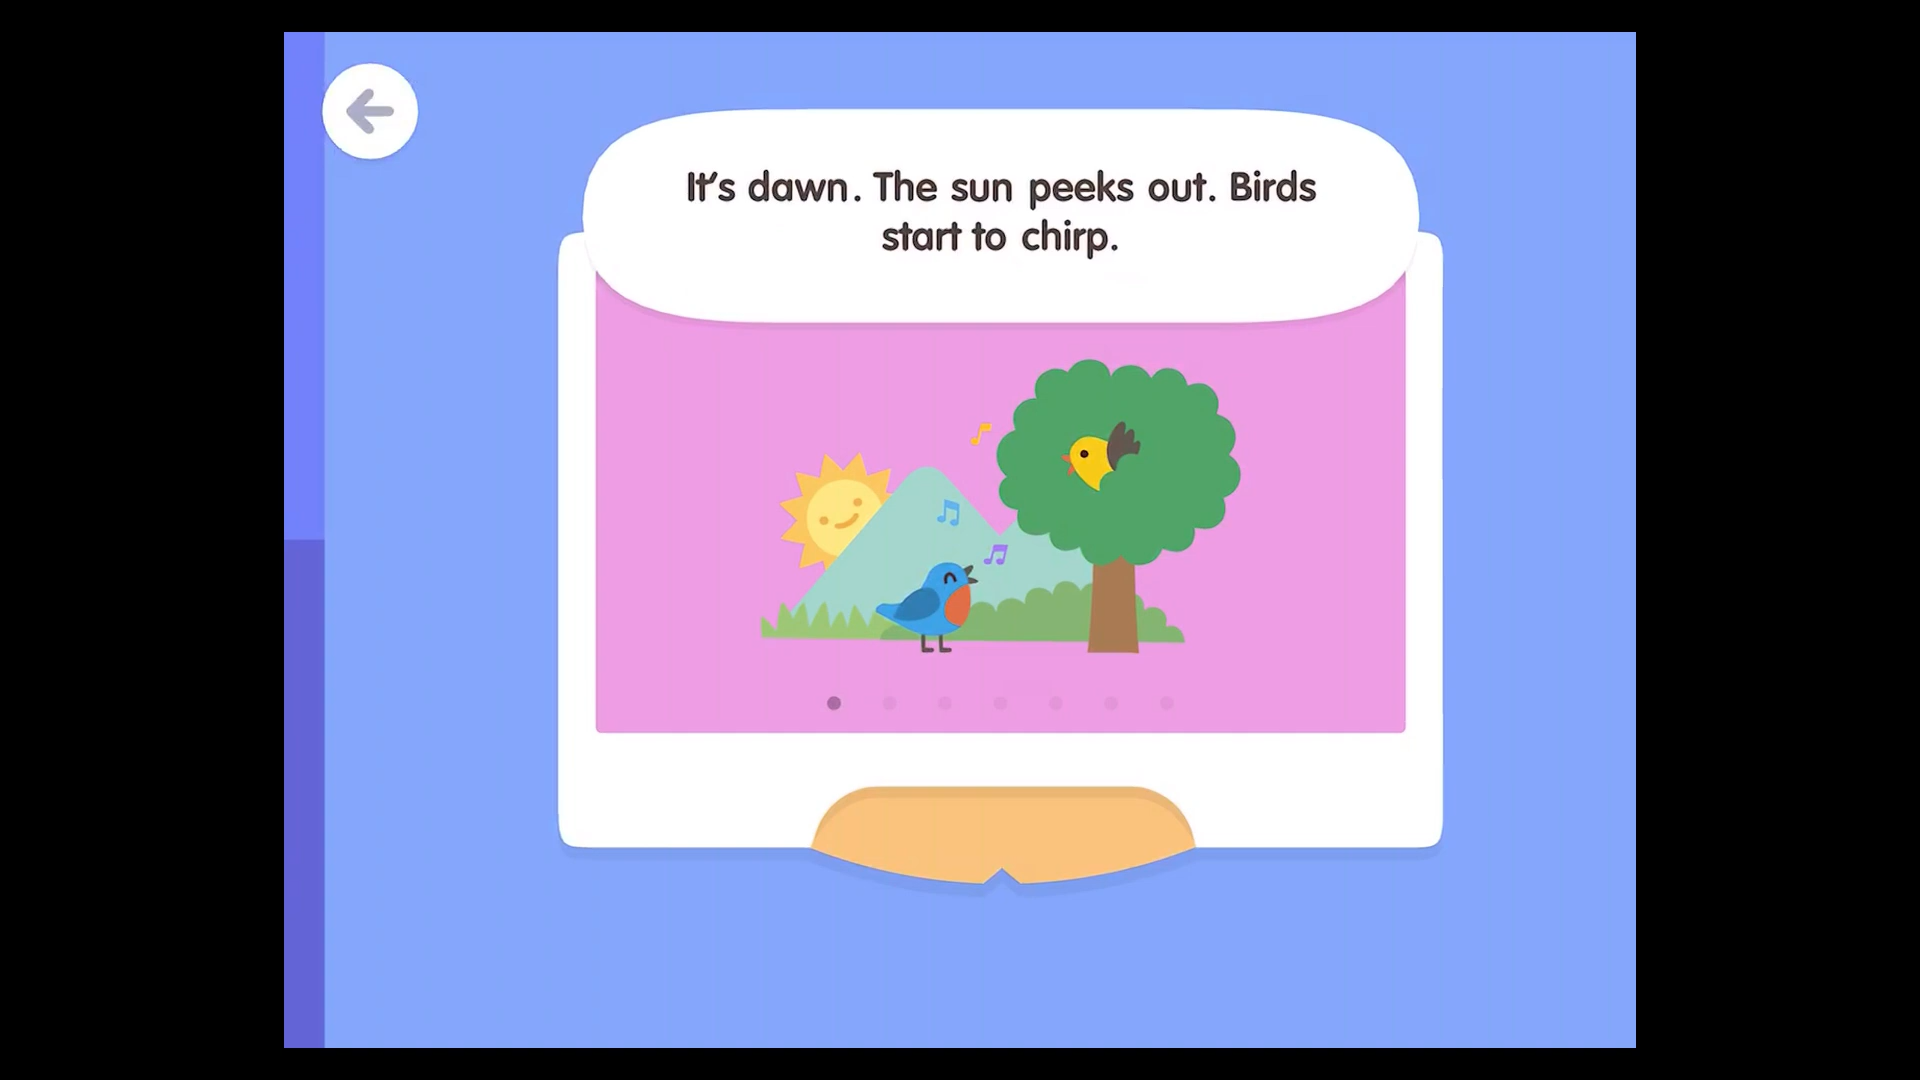 It's dawn. The sun peeks out. Birds
start to chirp.